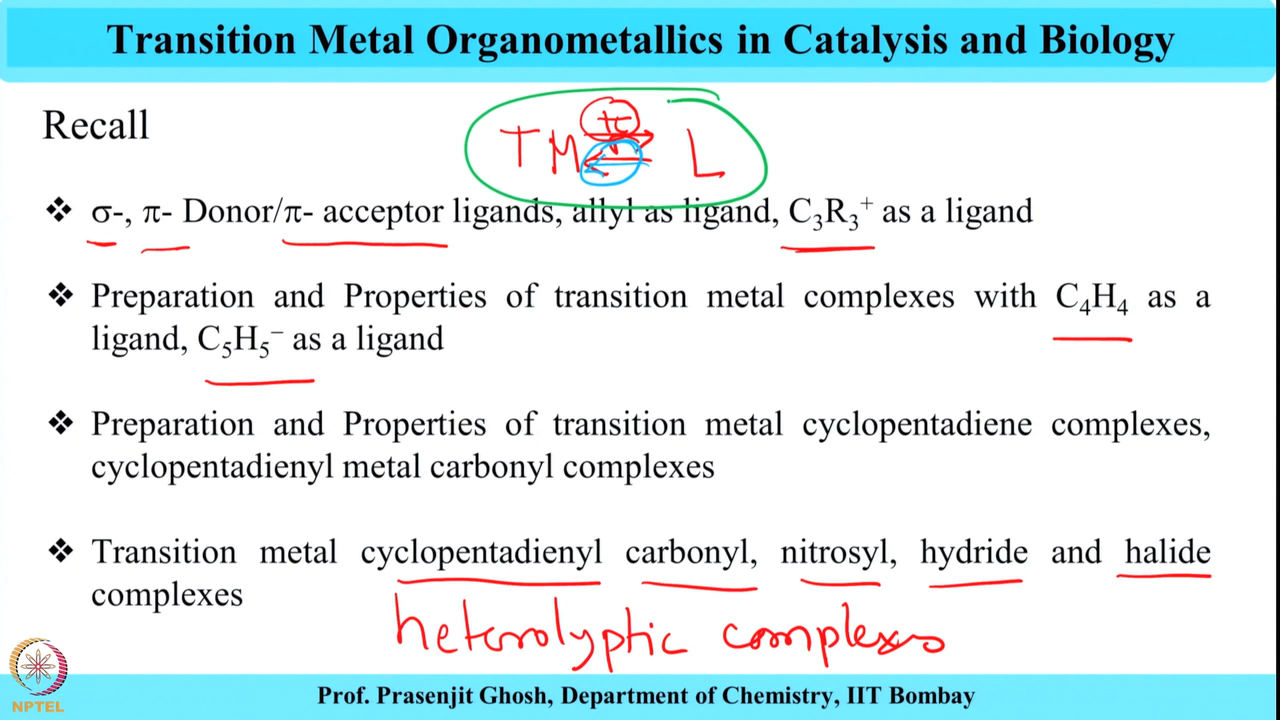 Transition Metal Organometallics in Catalysis and Biology
Recall
TM π L
❖ σ-, π- Donor/π- acceptor ligands, allyl as ligand, C₃R₃⁺ as a ligand
❖ Preparation and Properties of transition metal complexes with C₄H₄ as a
ligand, C₅H₅⁻ as a ligand
❖ Preparation and Properties of transition metal cyclopentadiene complexes,
cyclopentadienyl metal carbonyl complexes
❖ Transition metal cyclopentadienyl carbonyl, nitrosyl, hydride and halide
complexes
heterolyptic complexes
Prof. Prasenjit Ghosh, Department of Chemistry, IIT Bombay
NPTEL